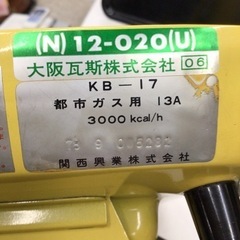 (N) 12-020(U)
大阪瓦斯株式会社 06
KB-17
都市ガス用 13A
3000 kcal/h
関西興業株式会社